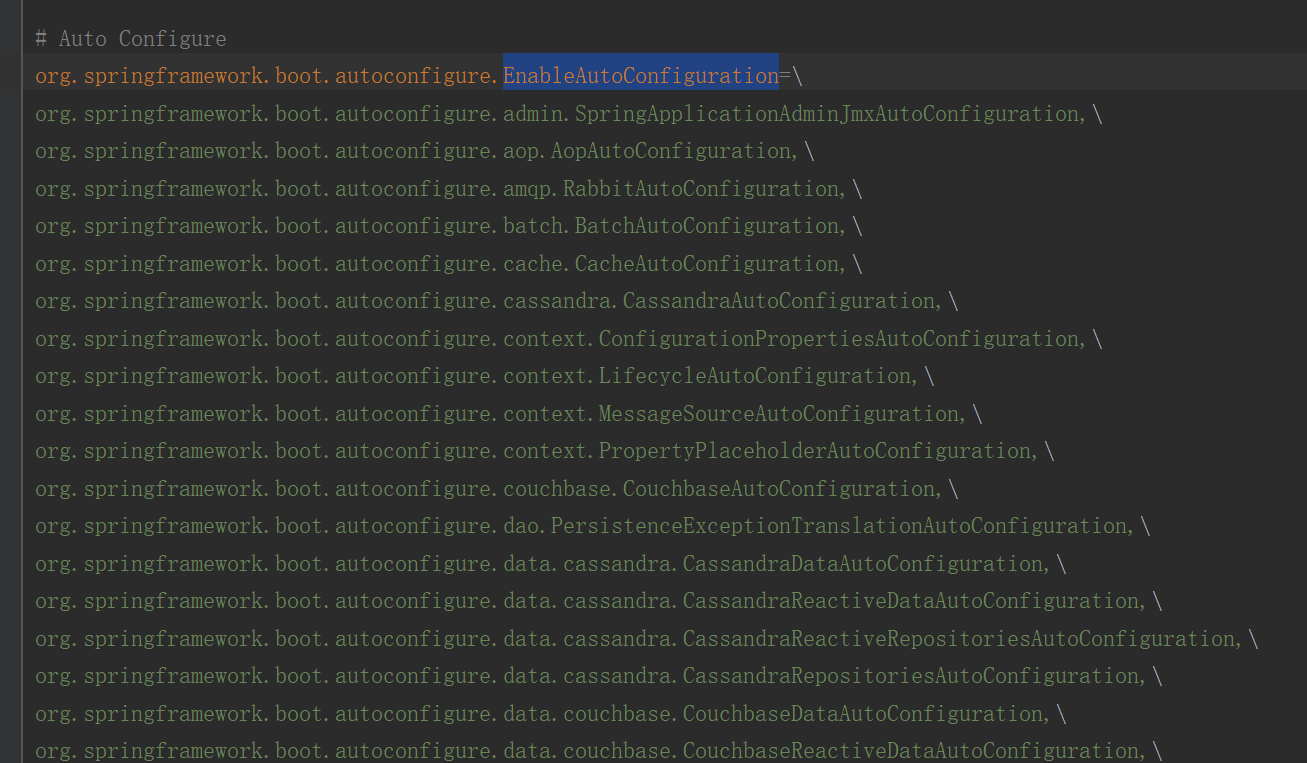 # Auto Configure
org.springframework.boot.autoconfigure.EnableAutoConfiguration=\
org.springframework.boot.autoconfigure.admin.SpringApplicationAdminJmxAutoConfiguration,\
org.springframework.boot.autoconfigure.aop.AopAutoConfiguration,\
org.springframework.boot.autoconfigure.amqp.RabbitAutoConfiguration,\
org.springframework.boot.autoconfigure.batch.BatchAutoConfiguration,\
org.springframework.boot.autoconfigure.cache.CacheAutoConfiguration,\
org.springframework.boot.autoconfigure.cassandra.CassandraAutoConfiguration,\
org.springframework.boot.autoconfigure.context.ConfigurationPropertiesAutoConfiguration,\
org.springframework.boot.autoconfigure.context.LifecycleAutoConfiguration,\
org.springframework.boot.autoconfigure.context.MessageSourceAutoConfiguration,\
org.springframework.boot.autoconfigure.context.PropertyPlaceholderAutoConfiguration,\
org.springframework.boot.autoconfigure.couchbase.CouchbaseAutoConfiguration,\
org.springframework.boot.autoconfigure.dao.PersistenceExceptionTranslationAutoConfiguration,\
org.springframework.boot.autoconfigure.data.cassandra.CassandraDataAutoConfiguration,\
org.springframework.boot.autoconfigure.data.cassandra.CassandraReactiveDataAutoConfiguration,\
org.springframework.boot.autoconfigure.data.cassandra.CassandraReactiveRepositoriesAutoConfiguration,\
org.springframework.boot.autoconfigure.data.cassandra.CassandraRepositoriesAutoConfiguration,\
org.springframework.boot.autoconfigure.data.couchbase.CouchbaseDataAutoConfiguration,\
org.springframework.boot.autoconfigure.data.couchbase.CouchbaseReactiveDataAutoConfiguration,\